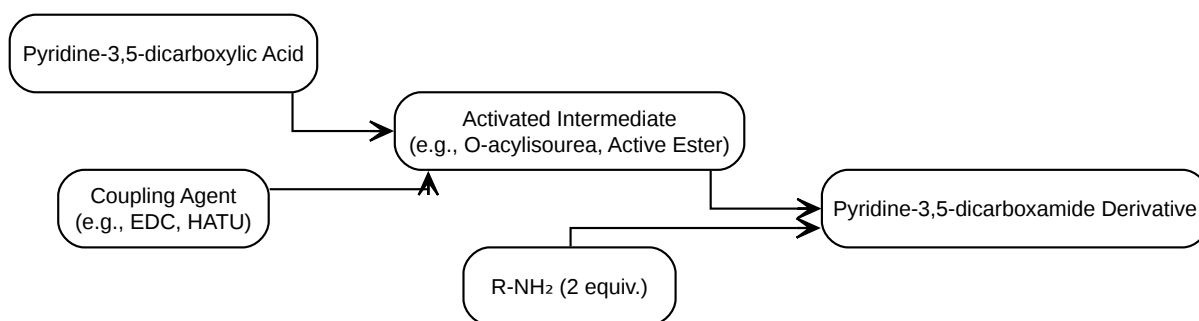 Pyridine-3,5-dicarboxylic Acid
Activated Intermediate
(e.g., O-acylisourea, Active Ester)
Coupling Agent
(e.g., EDC, HATU)
Pyridine-3,5-dicarboxamide Derivative
R-NH₂ (2 equiv.)